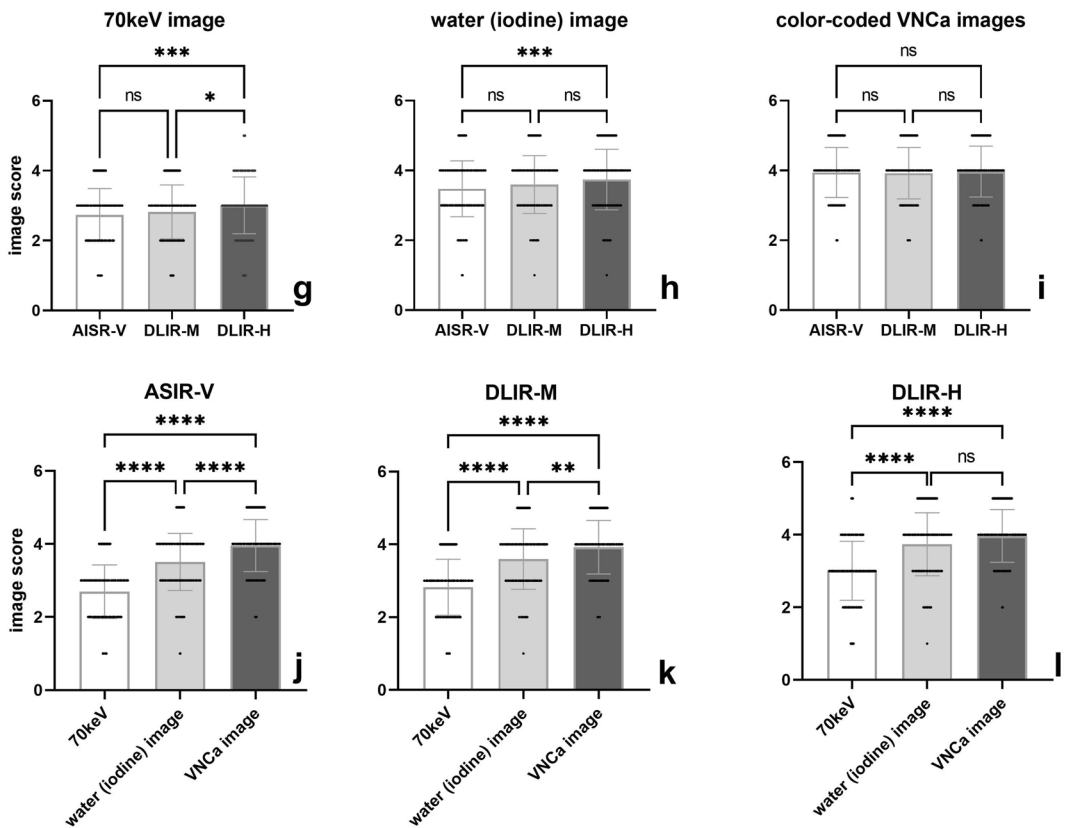 70keV image
***
ns
*
6
4
2
0
image score
AISR-V
DLIR-M
DLIR-H
g
water (iodine) image
***
ns
ns
6
4
2
0
AISR-V
DLIR-M
DLIR-H
h
color-coded VNCa images
ns
ns
ns
6
4
2
0
AISR-V
DLIR-M
DLIR-H
i
ASIR-V
****
****
****
6
4
2
0
image score
70keV
water (iodine) image
VNCa image
j
DLIR-M
****
****
**
6
4
2
0
70keV
water (iodine) image
VNCa image
k
DLIR-H
****
****
ns
6
4
2
0
70keV
water (iodine) image
VNCa image
l